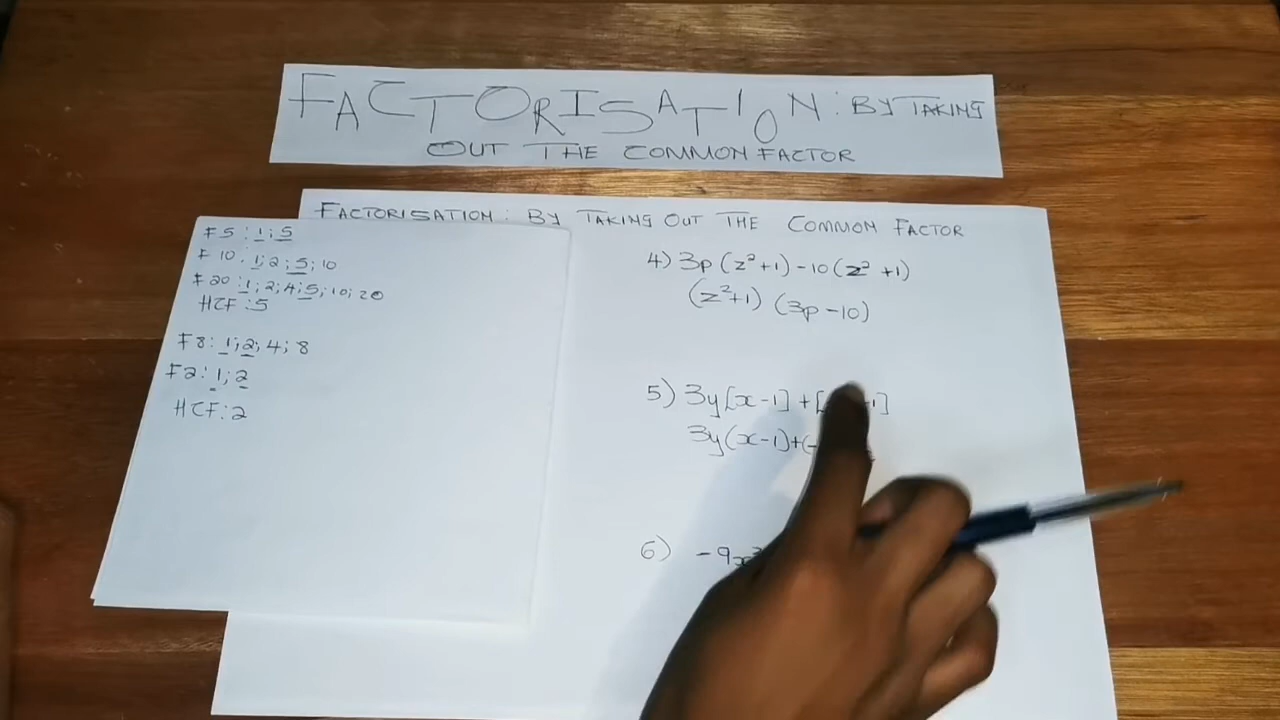 FACTORISATION: BY TAKING
OUT THE COMMON FACTOR
FACTORISATION: BY TAKING OUT THE COMMON FACTOR
F5: 1; 5
F10: 1; 2; 5; 10
F20: 1; 2; 4; 5; 10; 20
HCF: 5
F8: 1; 2; 4; 8
F2: 1; 2
HCF: 2
4) 3p(z²+1)-10(z²+1)
(z²+1) (3p-10)
5) 3y[x-1]+[ -1]
3y(x-1)+(-
6) -9x